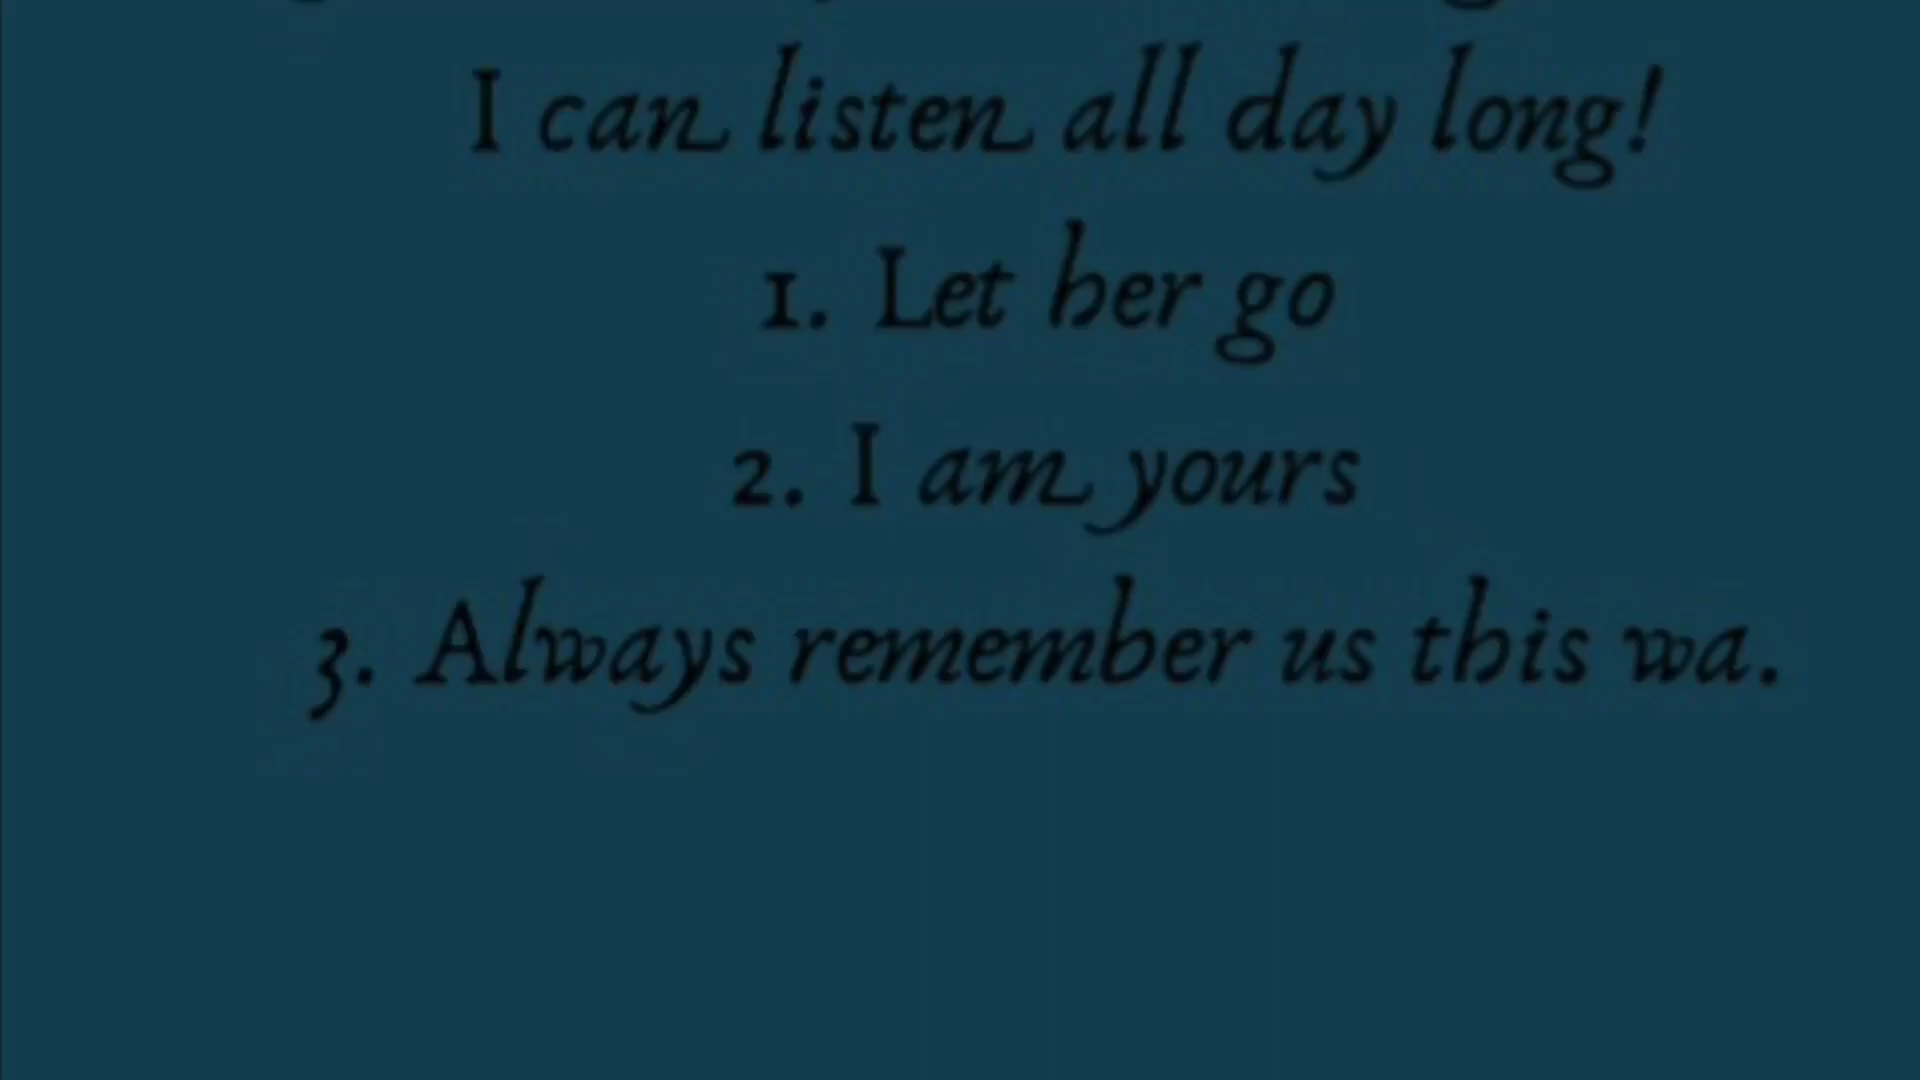 I can listen all day long!
1. Let her go
2. I am yours
3. Always remember us this wa.